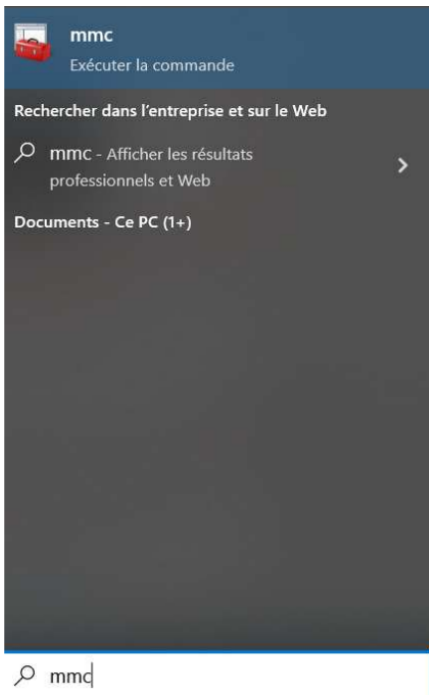 mmc
Exécuter la commande
Rechercher dans l'entreprise et sur le Web
mmc - Afficher les résultats
professionnels et Web
Documents - Ce PC (1+)
mmc